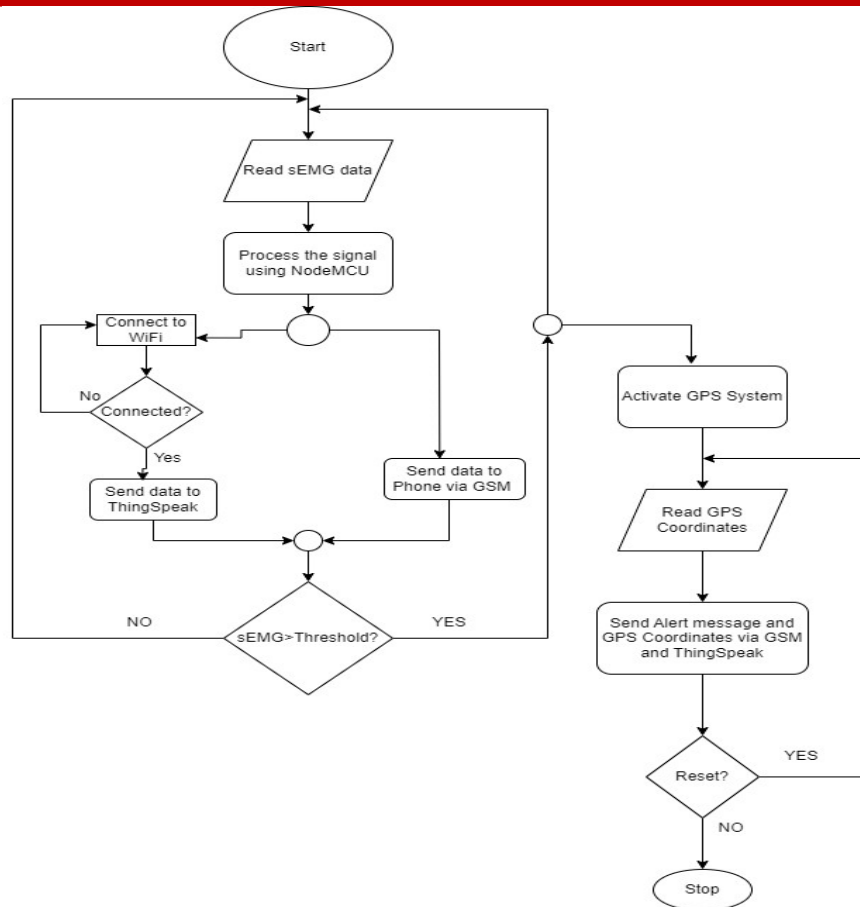 Start
Read sEMG data
Process the signal
using NodeMCU
Connect to
WiFi
No
Connected?
Yes
Send data to
ThingSpeak
Send data to
Phone via GSM
NO
sEMG>Threshold?
YES
Activate GPS System
Read GPS
Coordinates
Send Alert message and
GPS Coordinates via GSM
and ThingSpeak
Reset?
YES
NO
Stop